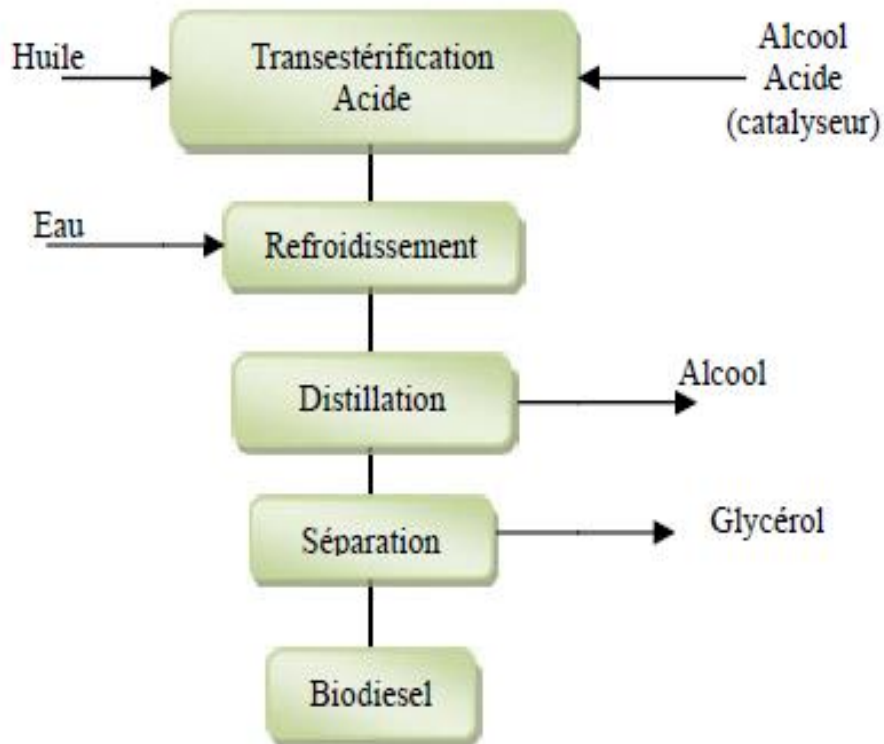 Huile
Transestérification
Acide
Alcool
Acide
(catalyseur)
Eau
Refroidissement
Distillation
Alcool
Séparation
Glycérol
Biodiesel